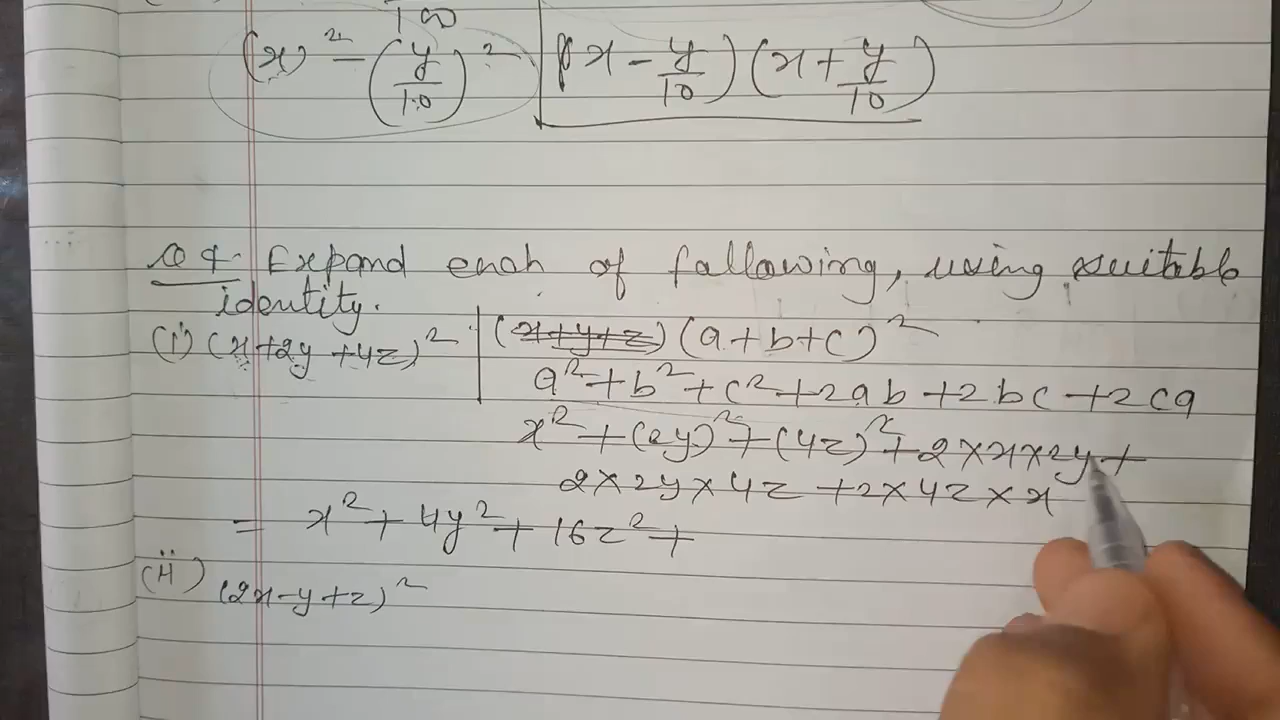 100
(x)² - (y/10)² (x - y/10) (x + y/10)
Q4. Expand each of following, using suitable
identity.
(i) (x+2y+4z)² (x+y+z) (a+b+c)²
a²+b²+c²+2ab+2bc+2ca
x²+(2y)²+(4z)²+2×x×2y+
2×2y×4z+2×4z×x
= x²+4y²+16z²+
(ii) (2x-y+z)²